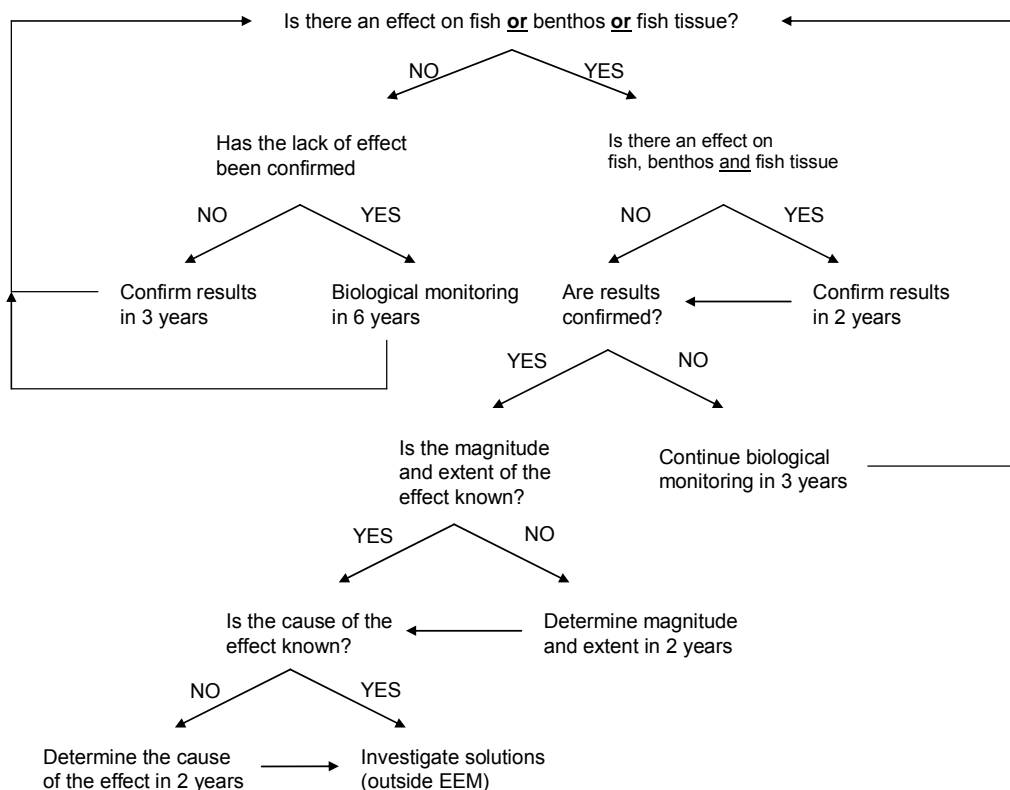 Is there an effect on fish or benthos or fish tissue?
NO
YES
Has the lack of effect
been confirmed
Is there an effect on
fish, benthos and fish tissue
NO
YES
NO
YES
Confirm results
in 3 years
Biological monitoring
in 6 years
Are results
confirmed?
Confirm results
in 2 years
YES
NO
Is the magnitude
and extent of the
effect known?
Continue biological
monitoring in 3 years
YES
NO
Is the cause of the
effect known?
Determine magnitude
and extent in 2 years
NO
YES
Determine the cause
of the effect in 2 years
Investigate solutions
(outside EEM)